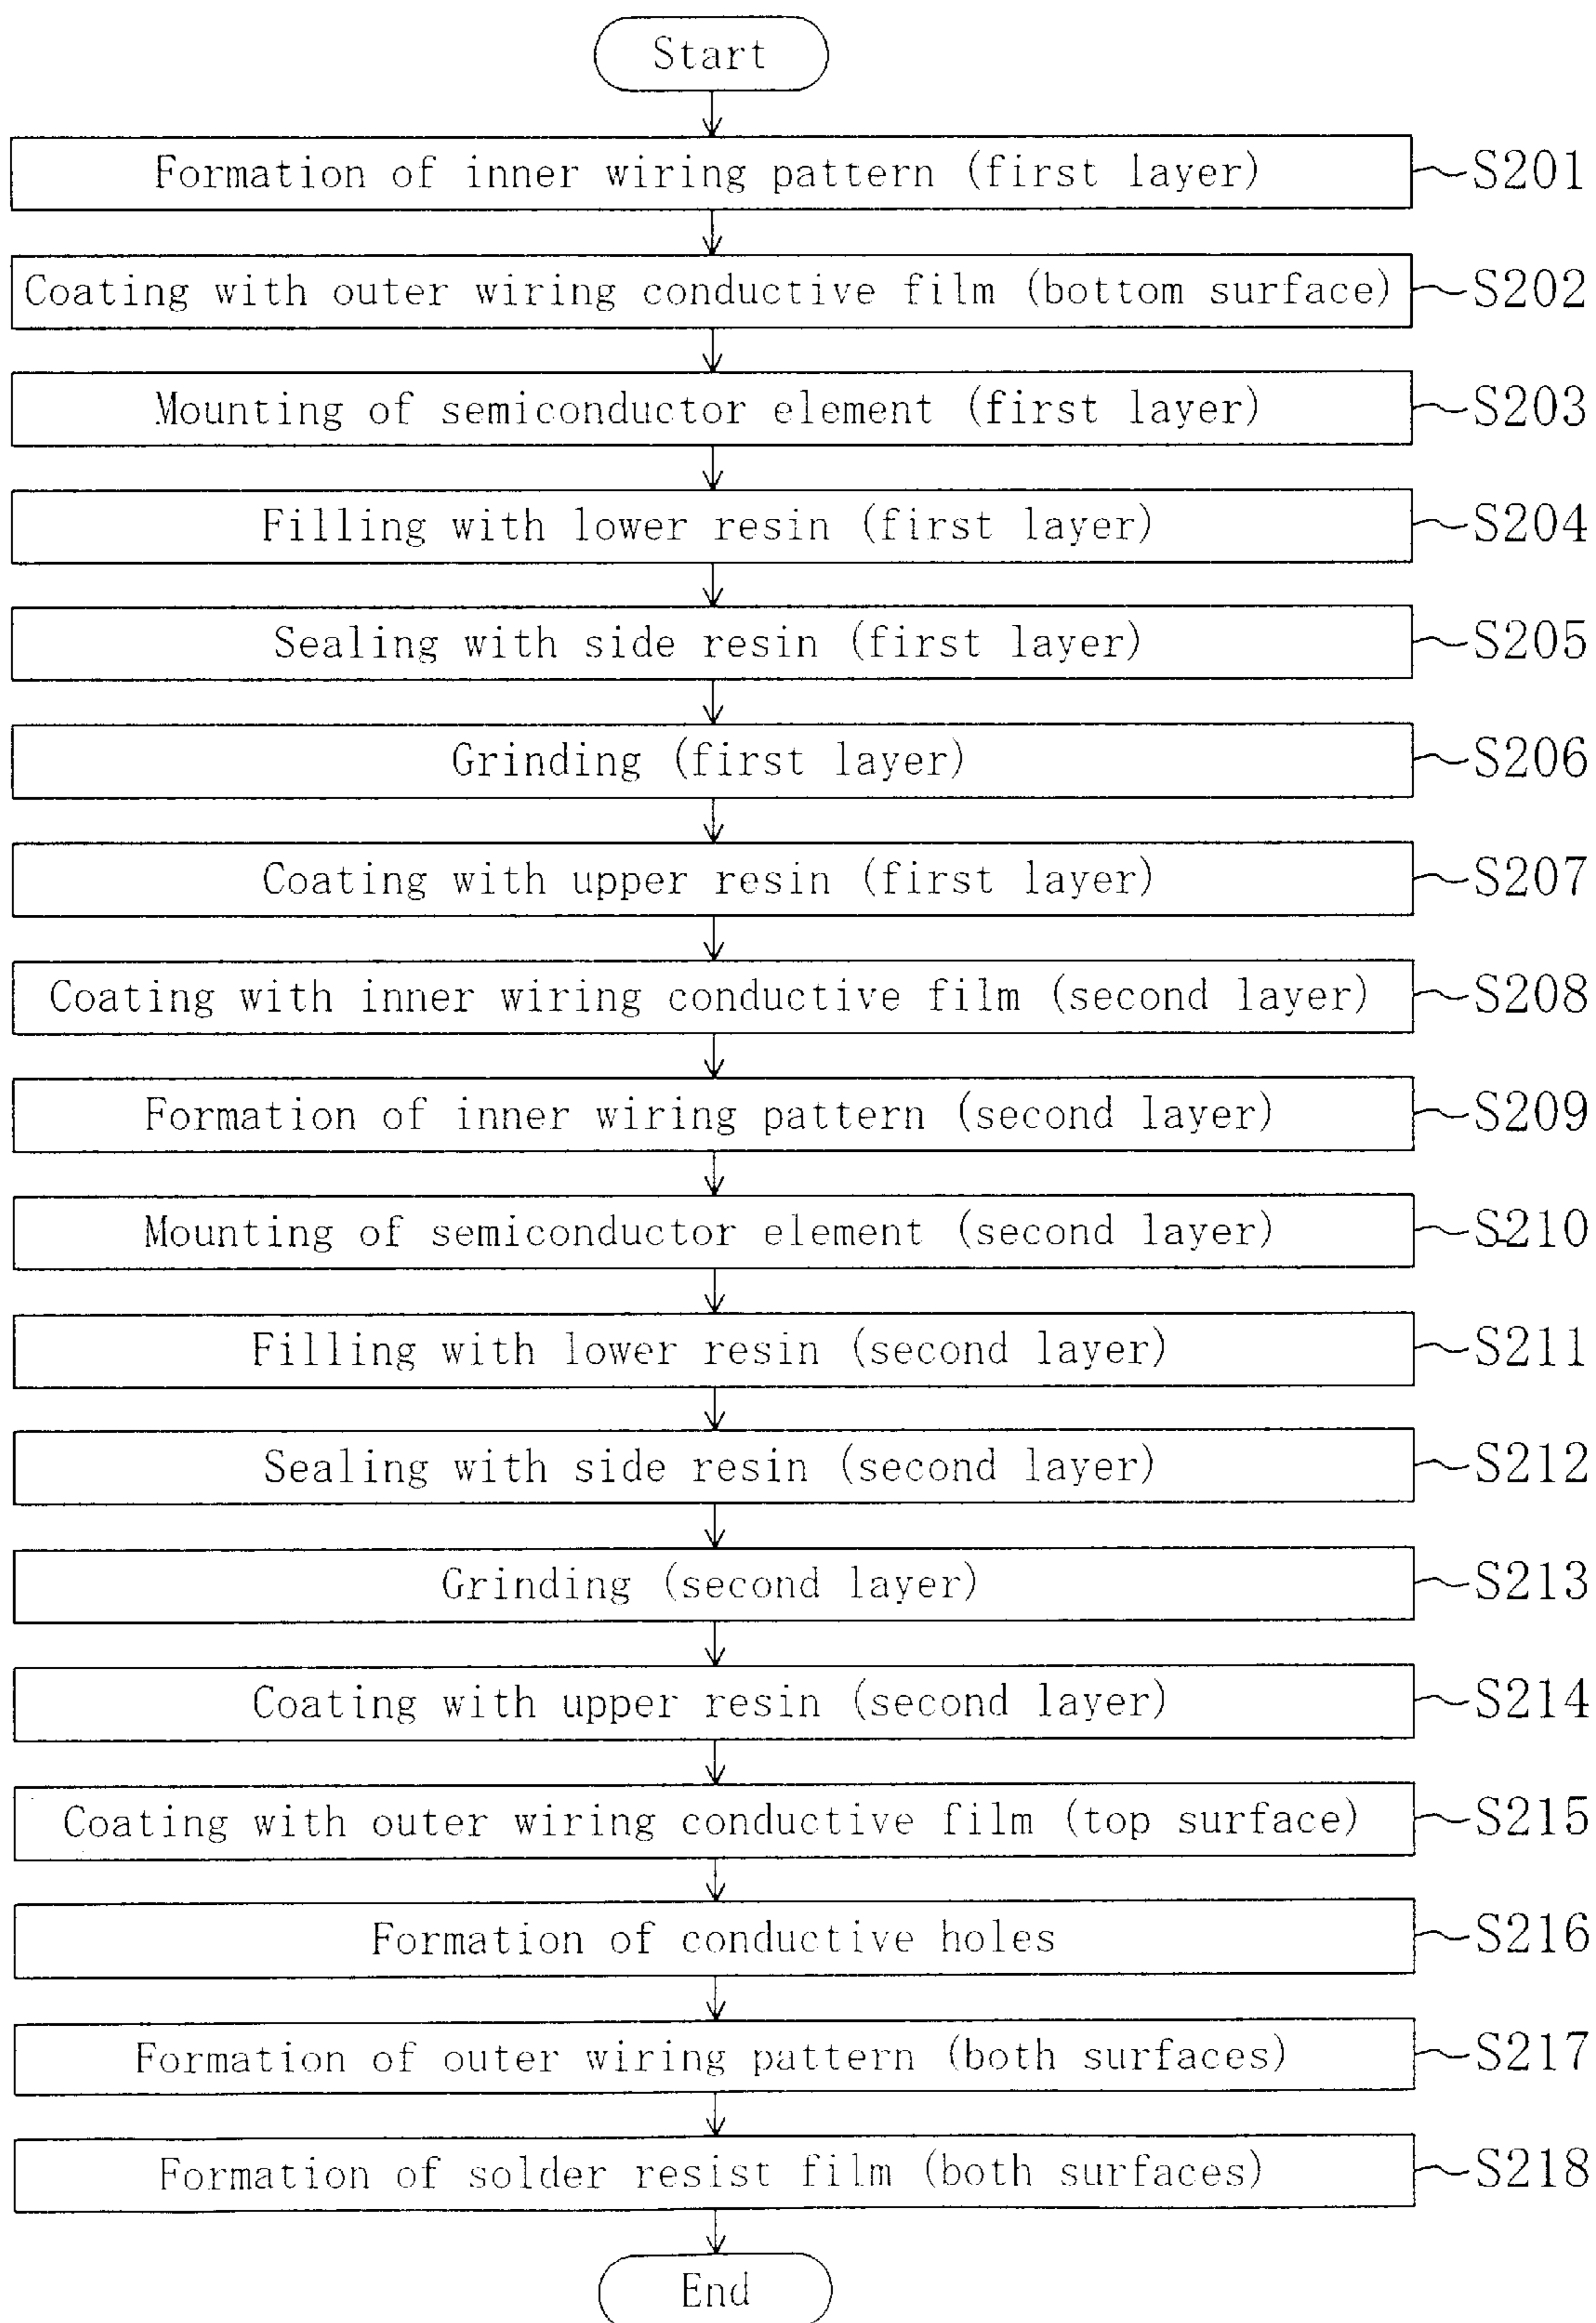 Start
Formation of inner wiring pattern (first layer) S201
Coating with outer wiring conductive film (bottom surface) S202
Mounting of semiconductor element (first layer) S203
Filling with lower resin (first layer) S204
Sealing with side resin (first layer) S205
Grinding (first layer) S206
Coating with upper resin (first layer) S207
Coating with inner wiring conductive film (second layer) S208
Formation of inner wiring pattern (second layer) S209
Mounting of semiconductor element (second layer) S210
Filling with lower resin (second layer) S211
Sealing with side resin (second layer) S212
Grinding (second layer) S213
Coating with upper resin (second layer) S214
Coating with outer wiring conductive film (top surface) S215
Formation of conductive holes S216
Formation of outer wiring pattern (both surfaces) S217
Formation of solder resist film (both surfaces) S218
End